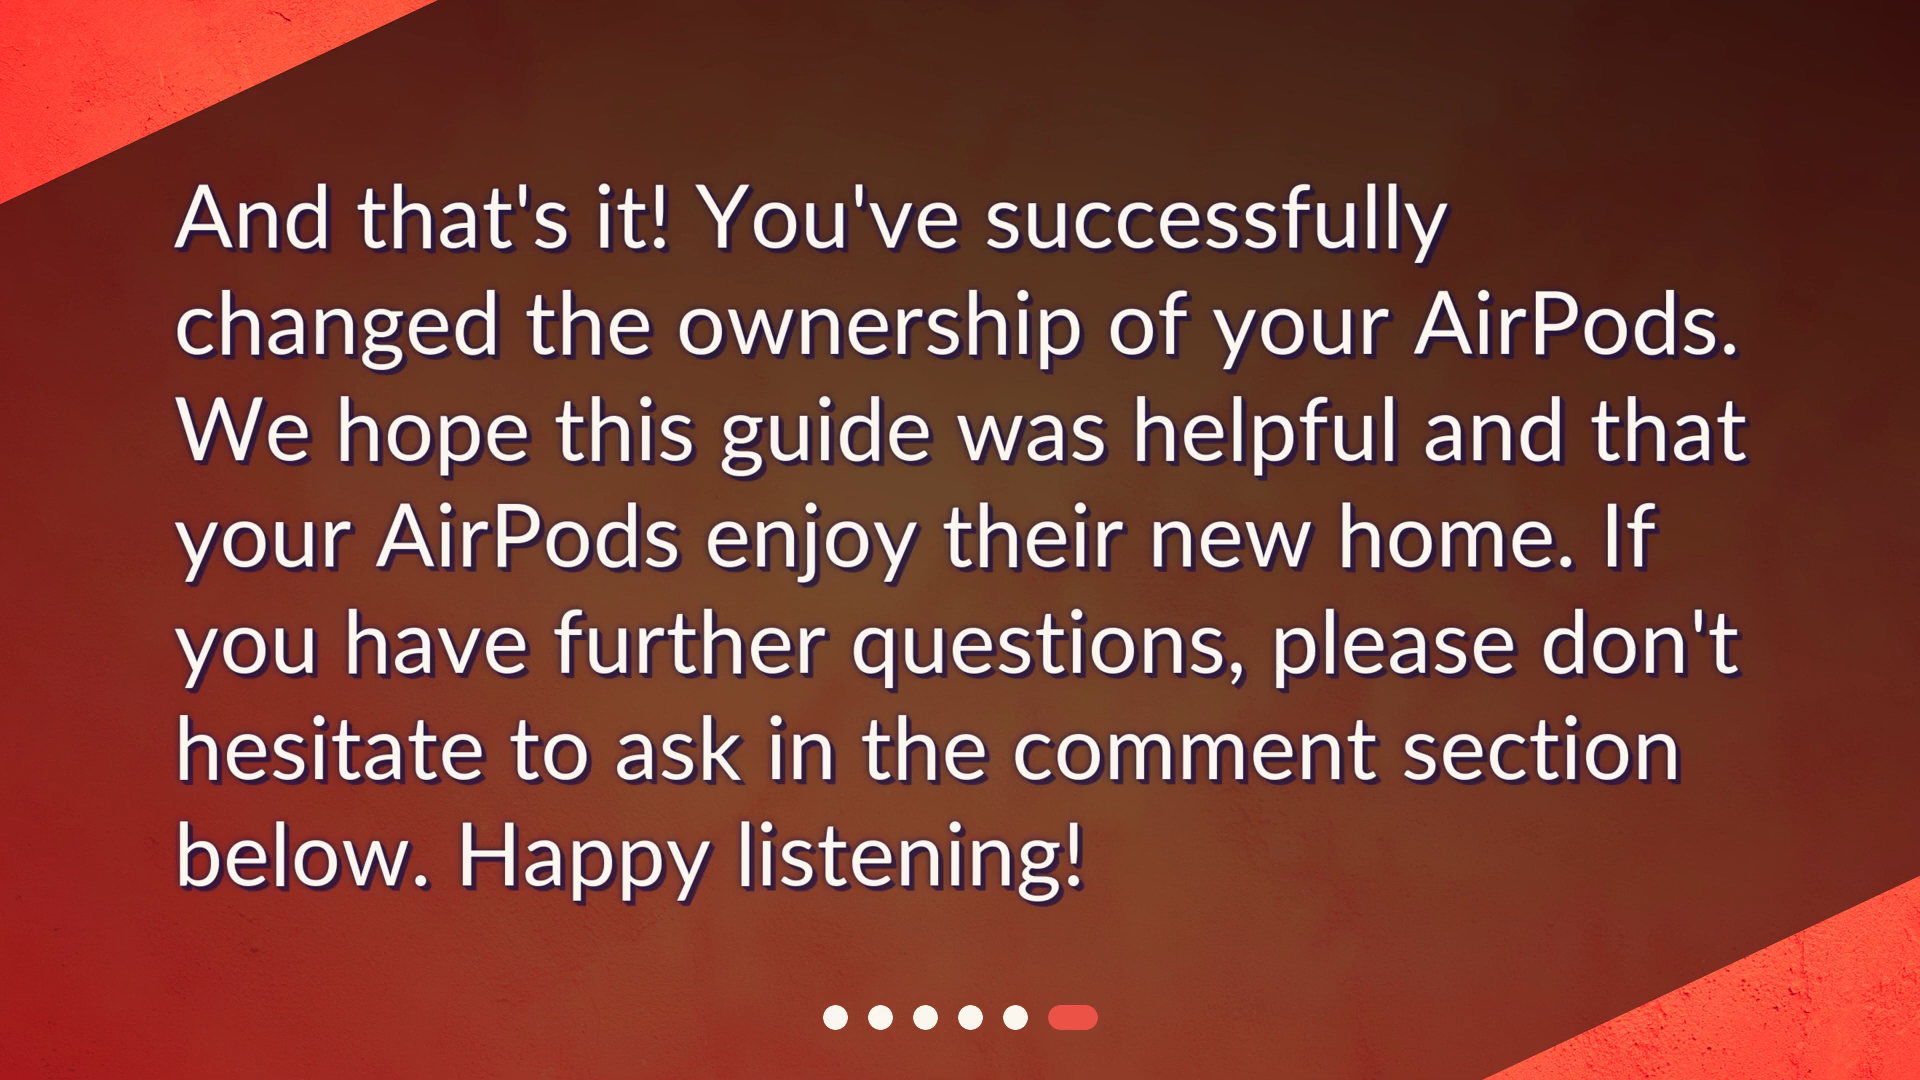 And that's it! You've successfully
changed the ownership of your AirPods.
We hope this guide was helpful and that
your AirPods enjoy their new home. If
you have further questions, please don't
hesitate to ask in the comment section
below. Happy listening!